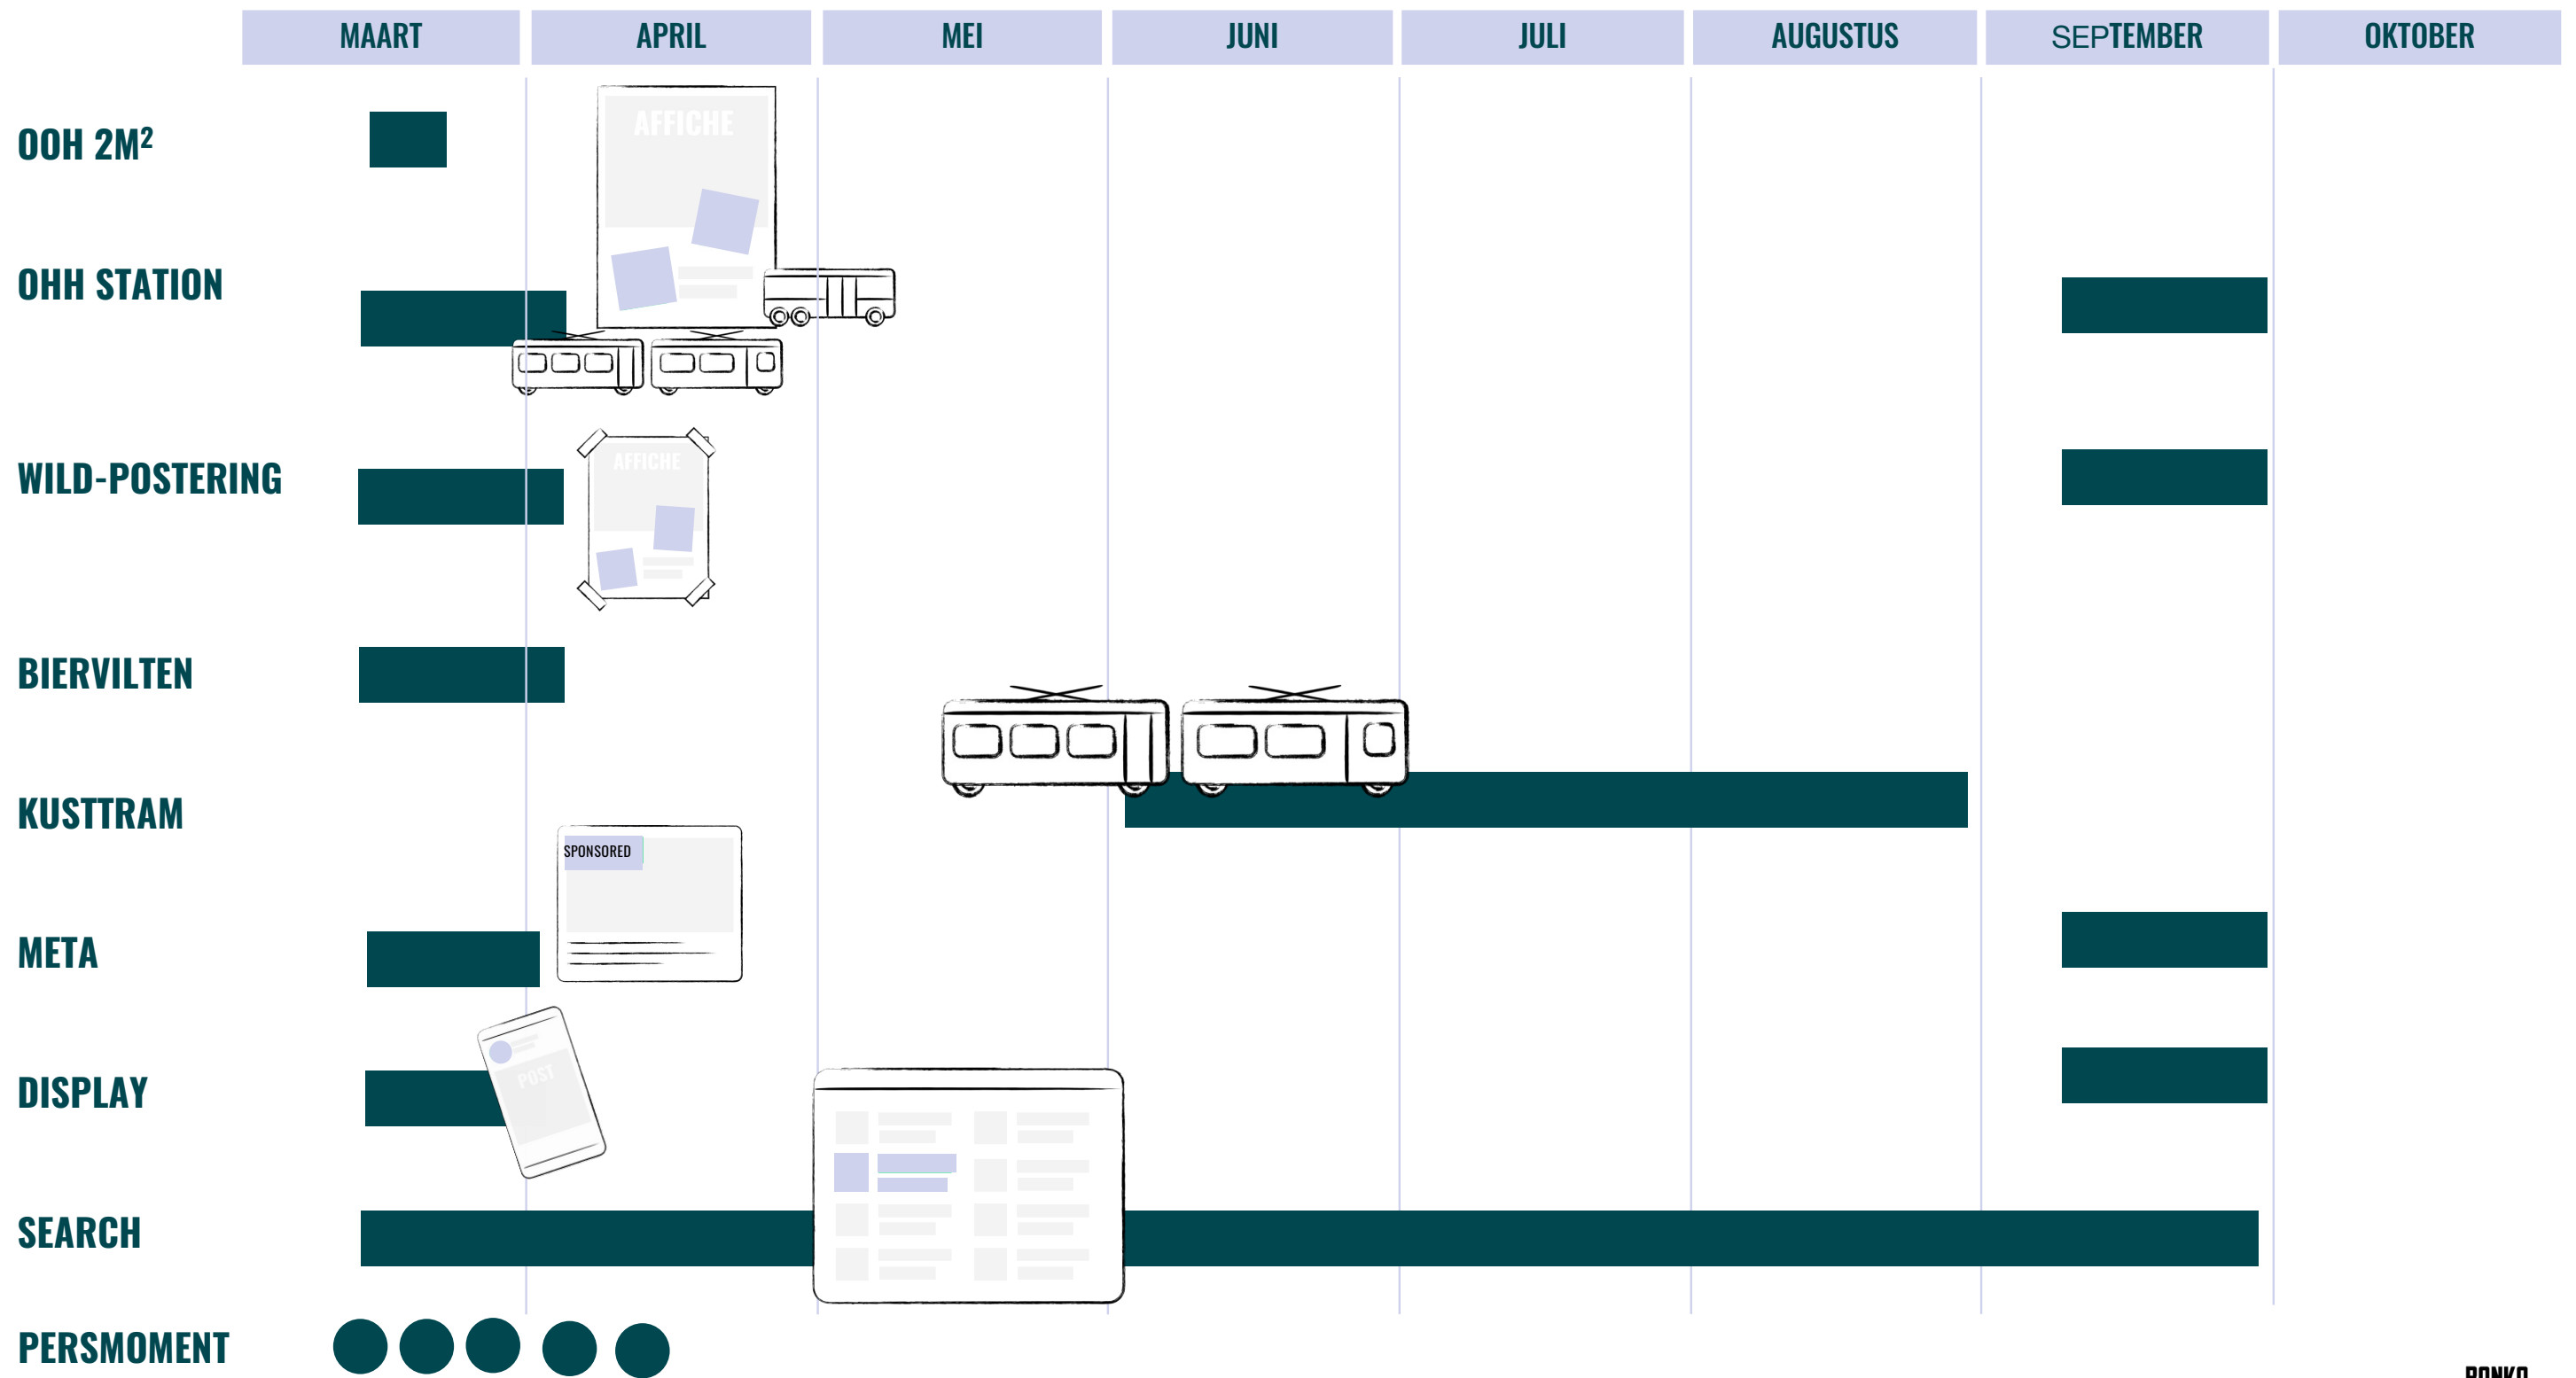 MAART APRIL MEI JUNI JULI AUGUSTUS SEPTEMBER OKTOBER
AFFICHE
OOH 2M²
OHH STATION
AFFICHE
WILD-POSTERING
BIERVILTEN
KUSTTRAM
SPONSORED
META
POST
DISPLAY
SEARCH
PERSMOMENT